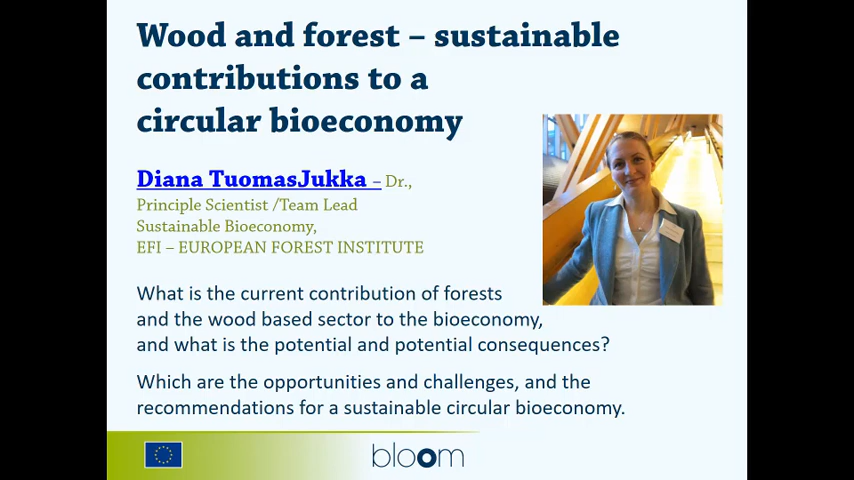 Wood and forest – sustainable
contributions to a
circular bioeconomy
Diana TuomasJukka – Dr.,
Principle Scientist /Team Lead
Sustainable Bioeconomy,
EFI – EUROPEAN FOREST INSTITUTE
What is the current contribution of forests
and the wood based sector to the bioeconomy,
and what is the potential and potential consequences?
Which are the opportunities and challenges, and the
recommendations for a sustainable circular bioeconomy.
bloom